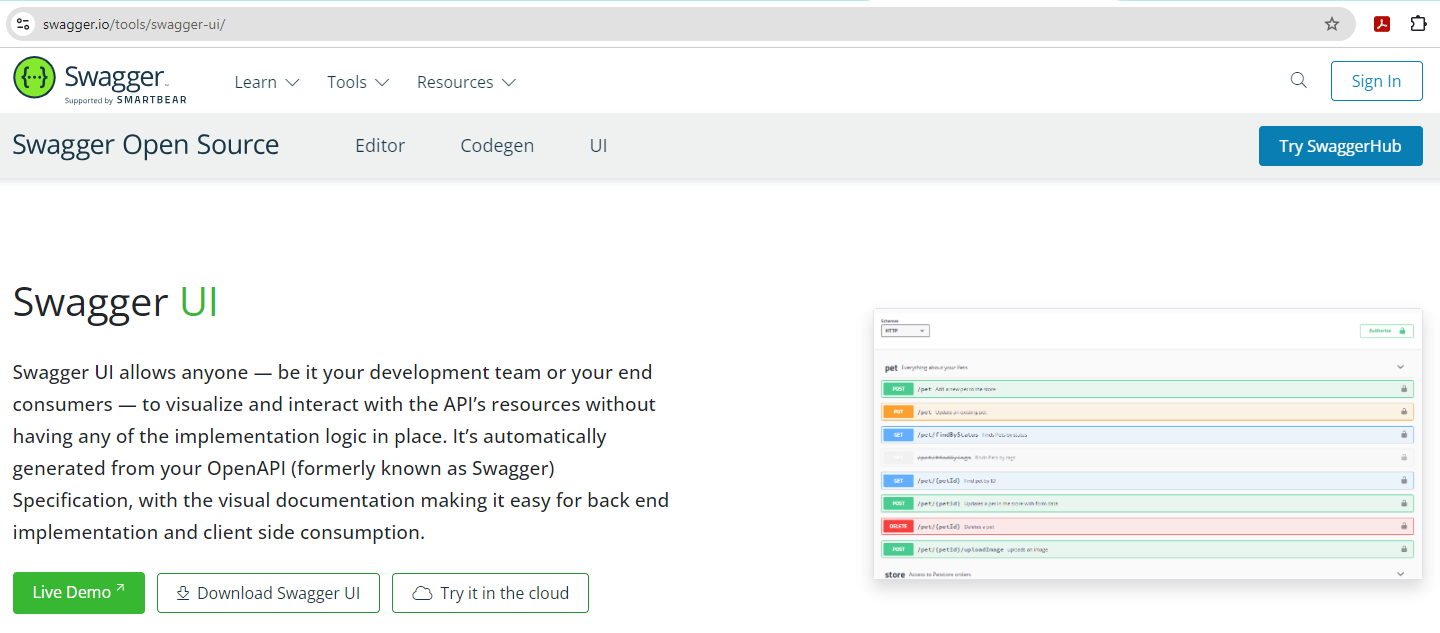 swagger.io/tools/swagger-ui/
Swagger
Supported by SMARTBEAR
Learn
Tools
Resources
Sign In
Swagger Open Source
Editor
Codegen
UI
Try SwaggerHub
Swagger UI
Swagger UI allows anyone — be it your development team or your end
consumers — to visualize and interact with the API’s resources without
having any of the implementation logic in place. It’s automatically
generated from your OpenAPI (formerly known as Swagger)
Specification, with the visual documentation making it easy for back end
implementation and client side consumption.
Live Demo
Download Swagger UI
Try it in the cloud
Schemes
HTTP
Authorize
pet Everything about your Pets
POST /pet Add a new pet to the store
PUT /pet Update an existing pet
GET /pet/findByStatus Finds Pets by status
/pet/findByTags Finds Pets by tags
GET /pet/{petId} Find pet by ID
POST /pet/{petId} Updates a pet in the store with form data
DELETE /pet/{petId} Deletes a pet
POST /pet/{petId}/uploadImage uploads an image
store Access to Petstore orders